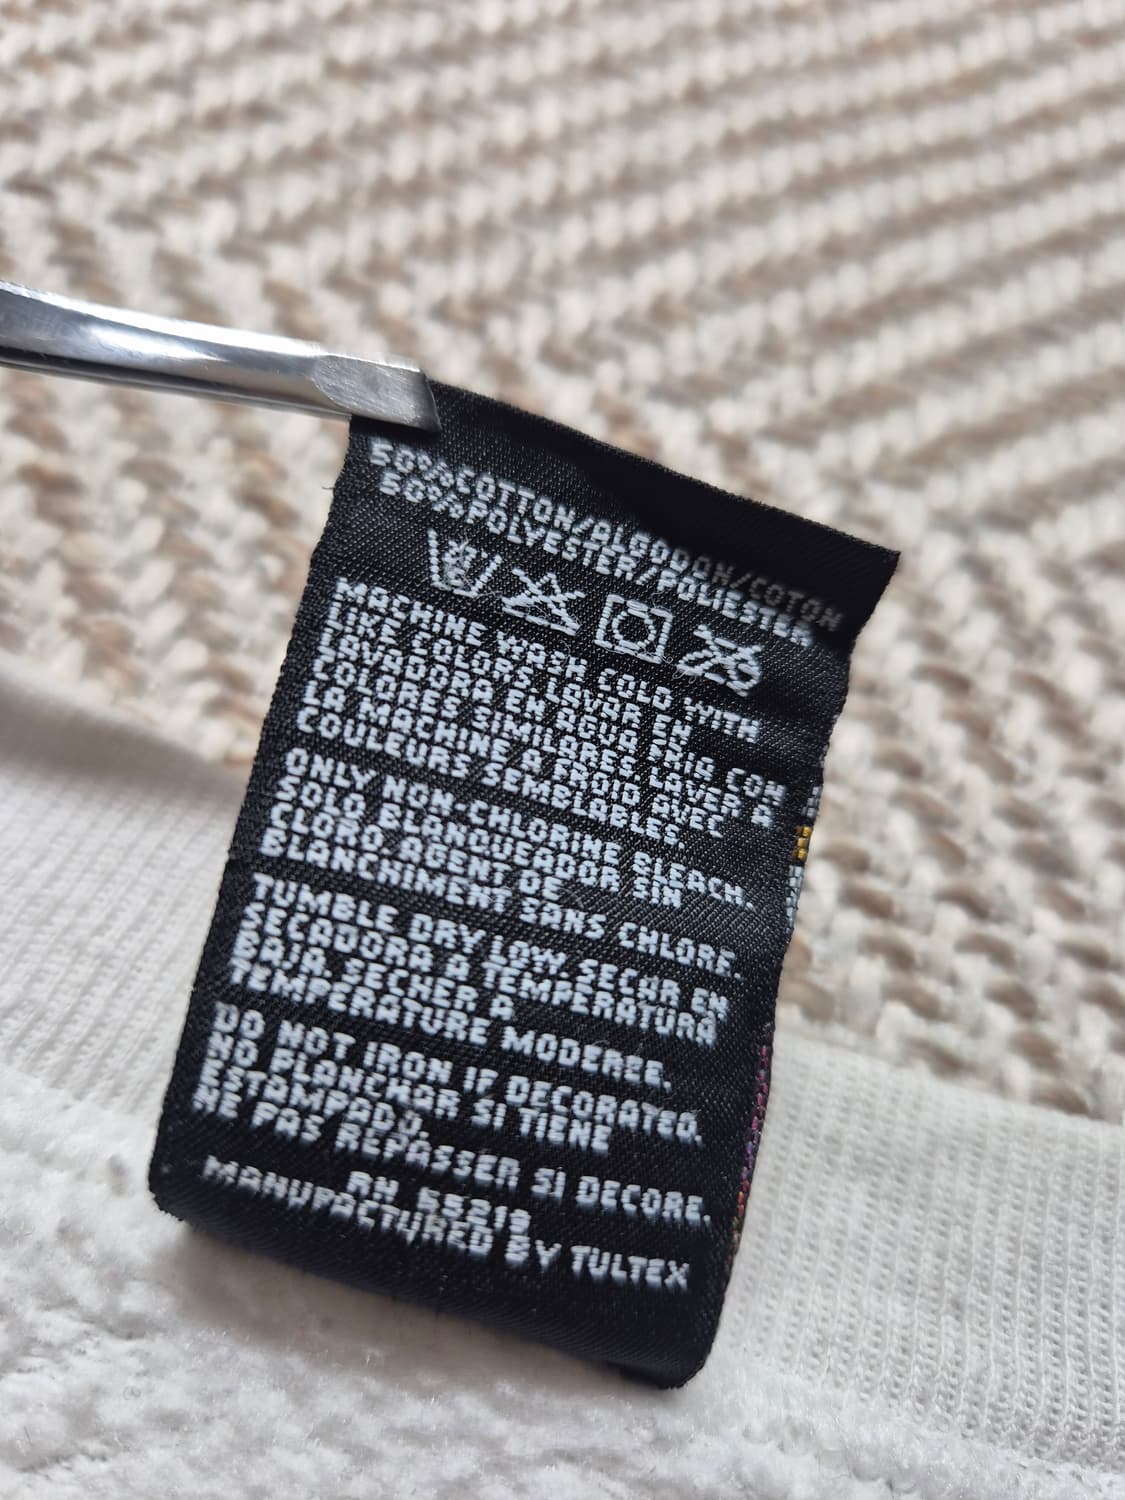 50% COTTON/ALGODON/COTON
50% POLYESTER/POLIESTER
MACHINE WASH COLD WITH
LIKE COLORS LAVAR EN
LAVADORA EN AGUA FRIA CON
COLORES SIMILARES LAVER A
LA MACHINE/A FROID AVEC
COULEURS SEMBLABLES.
ONLY NON-CHLORINE BLEACH.
SOLO BLANQUEADOR SIN
CLORO/AGENT DE
BLANCHIMENT SANS CHLORE.
TUMBLE DRY LOW. SECAR EN
SECADORA A TEMPERATURA
BAJA. SECHER A
TEMPERATURE MODEREE.
DO NOT IRON IF DECORATED.
NO PLANCHAR SI TIENE
ESTAMPADO.
NE PAS REPASSER SI DECORE.
RN
MANUFACTURED BY TULTEX